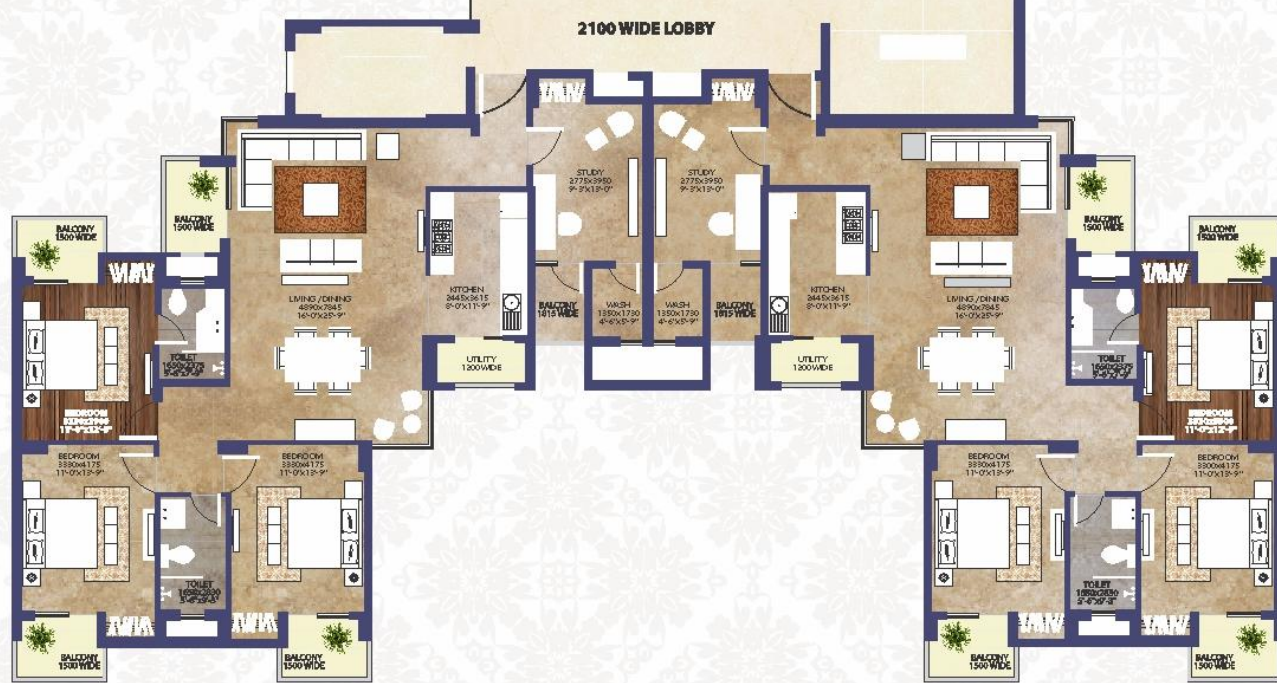 2100 WIDE LOBBY
STUDY
2775x3950
9'-3"x13'-0"
STUDY
2775x3950
9'-3"x13'-0"
BALCONY
1500 WIDE
BALCONY
1500 WIDE
BALCONY
1500 WIDE
BALCONY
1500 WIDE
LIVING /DINING
4890x7845
16'-0"x25'-9"
KITCHEN
2445x3615
8'-0"x11'-9"
BALCONY
1815 WIDE
WASH
1350x1730
4'-6"x5'-9"
WASH
1350x1730
4'-6"x5'-9"
BALCONY
1815 WIDE
KITCHEN
2445x3615
8'-0"x11'-9"
LIVING /DINING
4890x7845
16'-0"x25'-9"
TOILET
UTILITY
1200 WIDE
UTILITY
1200 WIDE
TOILET
BEDROOM
BEDROOM
BEDROOM
3330x4175
11'-0"x13'-9"
BEDROOM
3330x4175
11'-0"x13'-9"
BEDROOM
3330x4175
11'-0"x13'-9"
BEDROOM
3300x4175
11'-0"x13'-9"
TOILET
TOILET
BALCONY
1500 WIDE
BALCONY
1500 WIDE
BALCONY
1500 WIDE
BALCONY
1500 WIDE